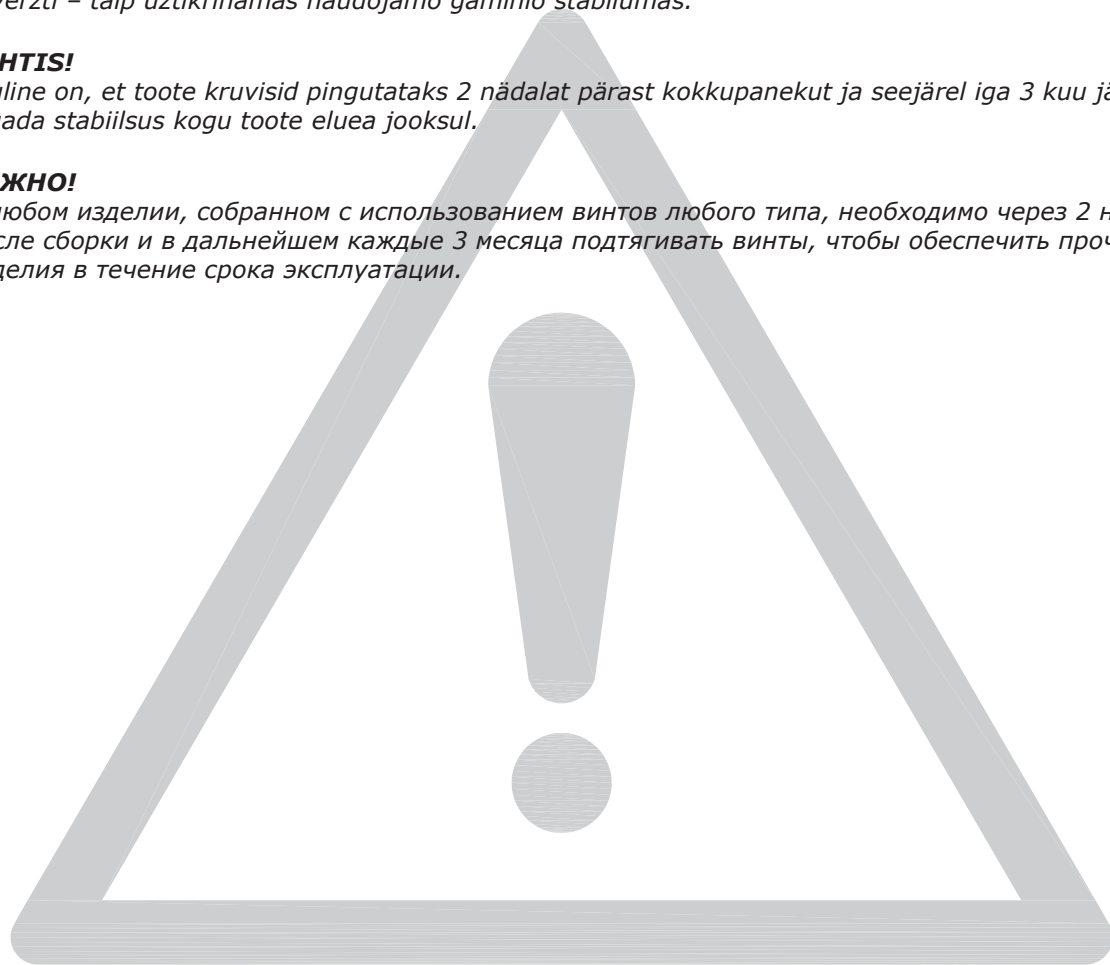 veržti – taip užtikrinamas naudojamo gaminio stabilumas.
HTIS!
line on, et toote kruvisid pingutataks 2 nädalat pärast kokkupanekut ja seejärel iga 3 kuu jä
ada stabiilsus kogu toote eluea jooksul.
ЖНО!
любом изделии, собранном с использованием винтов любого типа, необходимо через 2 н
сле сборки и в дальнейшем каждые 3 месяца подтягивать винты, чтобы обеспечить проч
делия в течение срока эксплуатации.